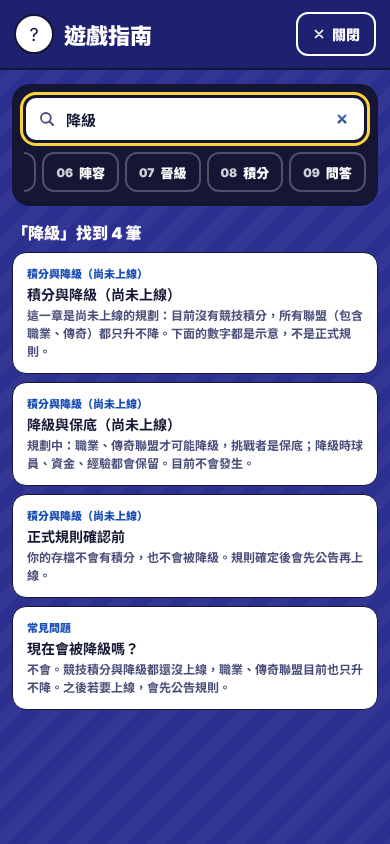 ? 遊戲指南 × 關閉
降級 ×
06 陣容 07 晉級 08 積分 09 問答
「降級」找到 4 筆
積分與降級（尚未上線）
積分與降級（尚未上線）
這一章是尚未上線的規劃：目前沒有競技積分，所有聯盟（包含
職業、傳奇）都只升不降。下面的數字都是示意，不是正式規
則。
積分與降級（尚未上線）
降級與保底（尚未上線）
規劃中：職業、傳奇聯盟才可能降級，挑戰者是保底；降級時球
員、資金、經驗都會保留。目前不會發生。
積分與降級（尚未上線）
正式規則確認前
你的存檔不會有積分，也不會被降級。規則確定後會先公告再上
線。
常見問題
現在會被降級嗎？
不會。競技積分與降級都還沒上線，職業、傳奇聯盟目前也只升
不降。之後若要上線，會先公告規則。